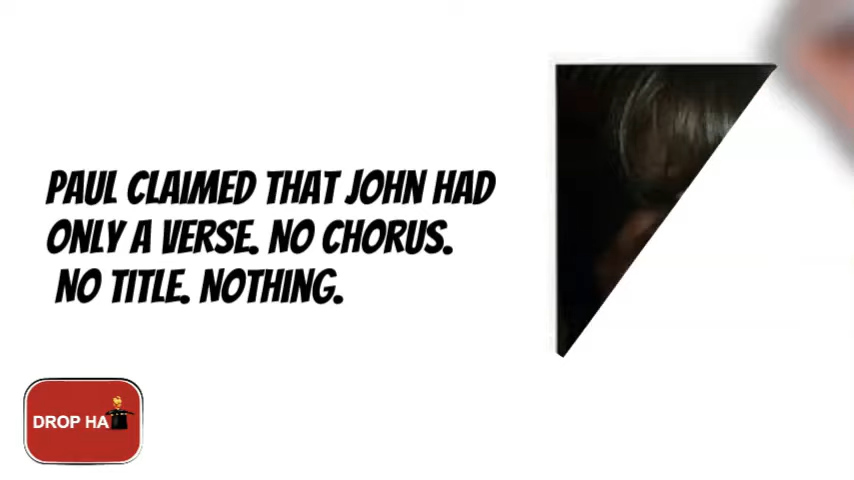 PAUL CLAIMED THAT JOHN HAD
ONLY A VERSE. NO CHORUS.
NO TITLE. NOTHING.
DROP HA